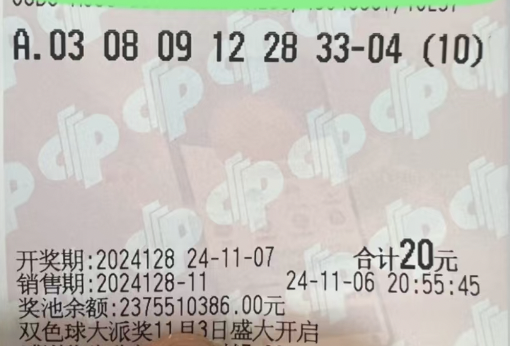 A.03 08 09 12 28 33-04 (10)
开奖期:2024128 24-11-07 合计20元
销售期:2024128-11 24-11-06 20:55:45
奖池余额:2375510386.00元
双色球大派奖11月3日盛大开启